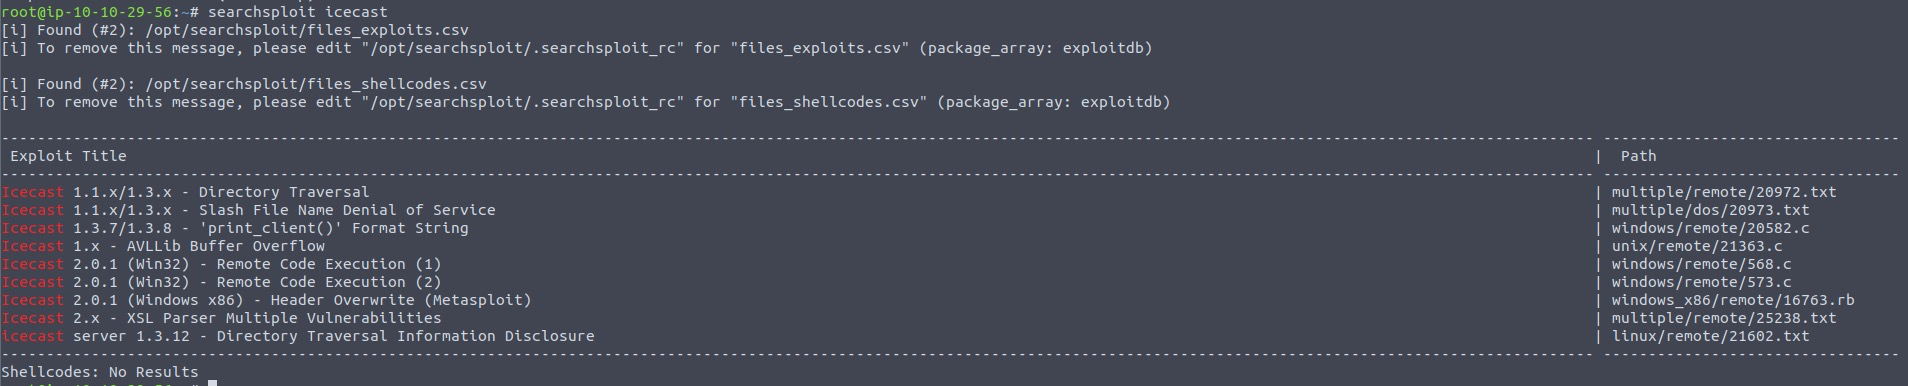 root@ip-10-10-29-56:~# searchsploit icecast
[i] Found (#2): /opt/searchsploit/files_exploits.csv
[i] To remove this message, please edit "/opt/searchsploit/.searchsploit_rc" for "files_exploits.csv" (package_array: exploitdb)
[i] Found (#2): /opt/searchsploit/files_shellcodes.csv
[i] To remove this message, please edit "/opt/searchsploit/.searchsploit_rc" for "files_shellcodes.csv" (package_array: exploitdb)
Exploit Title | Path
Icecast 1.1.x/1.3.x - Directory Traversal | multiple/remote/20972.txt
Icecast 1.1.x/1.3.x - Slash File Name Denial of Service | multiple/dos/20973.txt
Icecast 1.3.7/1.3.8 - 'print_client()' Format String | windows/remote/20582.c
Icecast 1.x - AVLLib Buffer Overflow | unix/remote/21363.c
Icecast 2.0.1 (Win32) - Remote Code Execution (1) | windows/remote/568.c
Icecast 2.0.1 (Win32) - Remote Code Execution (2) | windows/remote/573.c
Icecast 2.0.1 (Windows x86) - Header Overwrite (Metasploit) | windows_x86/remote/16763.rb
Icecast 2.x - XSL Parser Multiple Vulnerabilities | multiple/remote/25238.txt
icecast server 1.3.12 - Directory Traversal Information Disclosure | linux/remote/21602.txt
Shellcodes: No Results